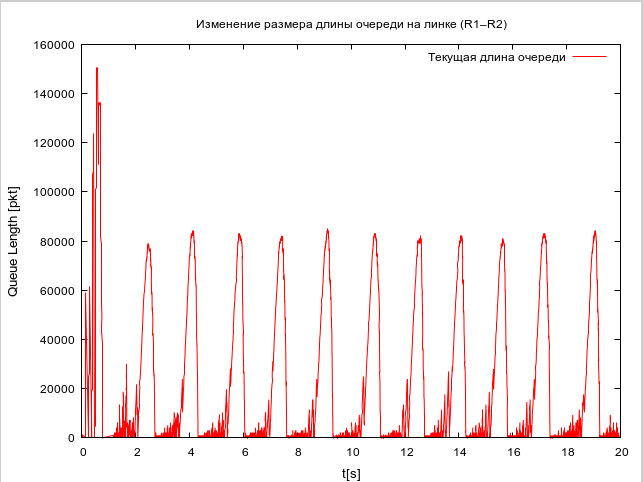 Изменение размера длины очереди на линке (R1–R2)
Текущая длина очереди
160000
140000
120000
100000
80000
60000
40000
20000
0
Queue Length [pkt]
0 2 4 6 8 10 12 14 16 18 20
t[s]